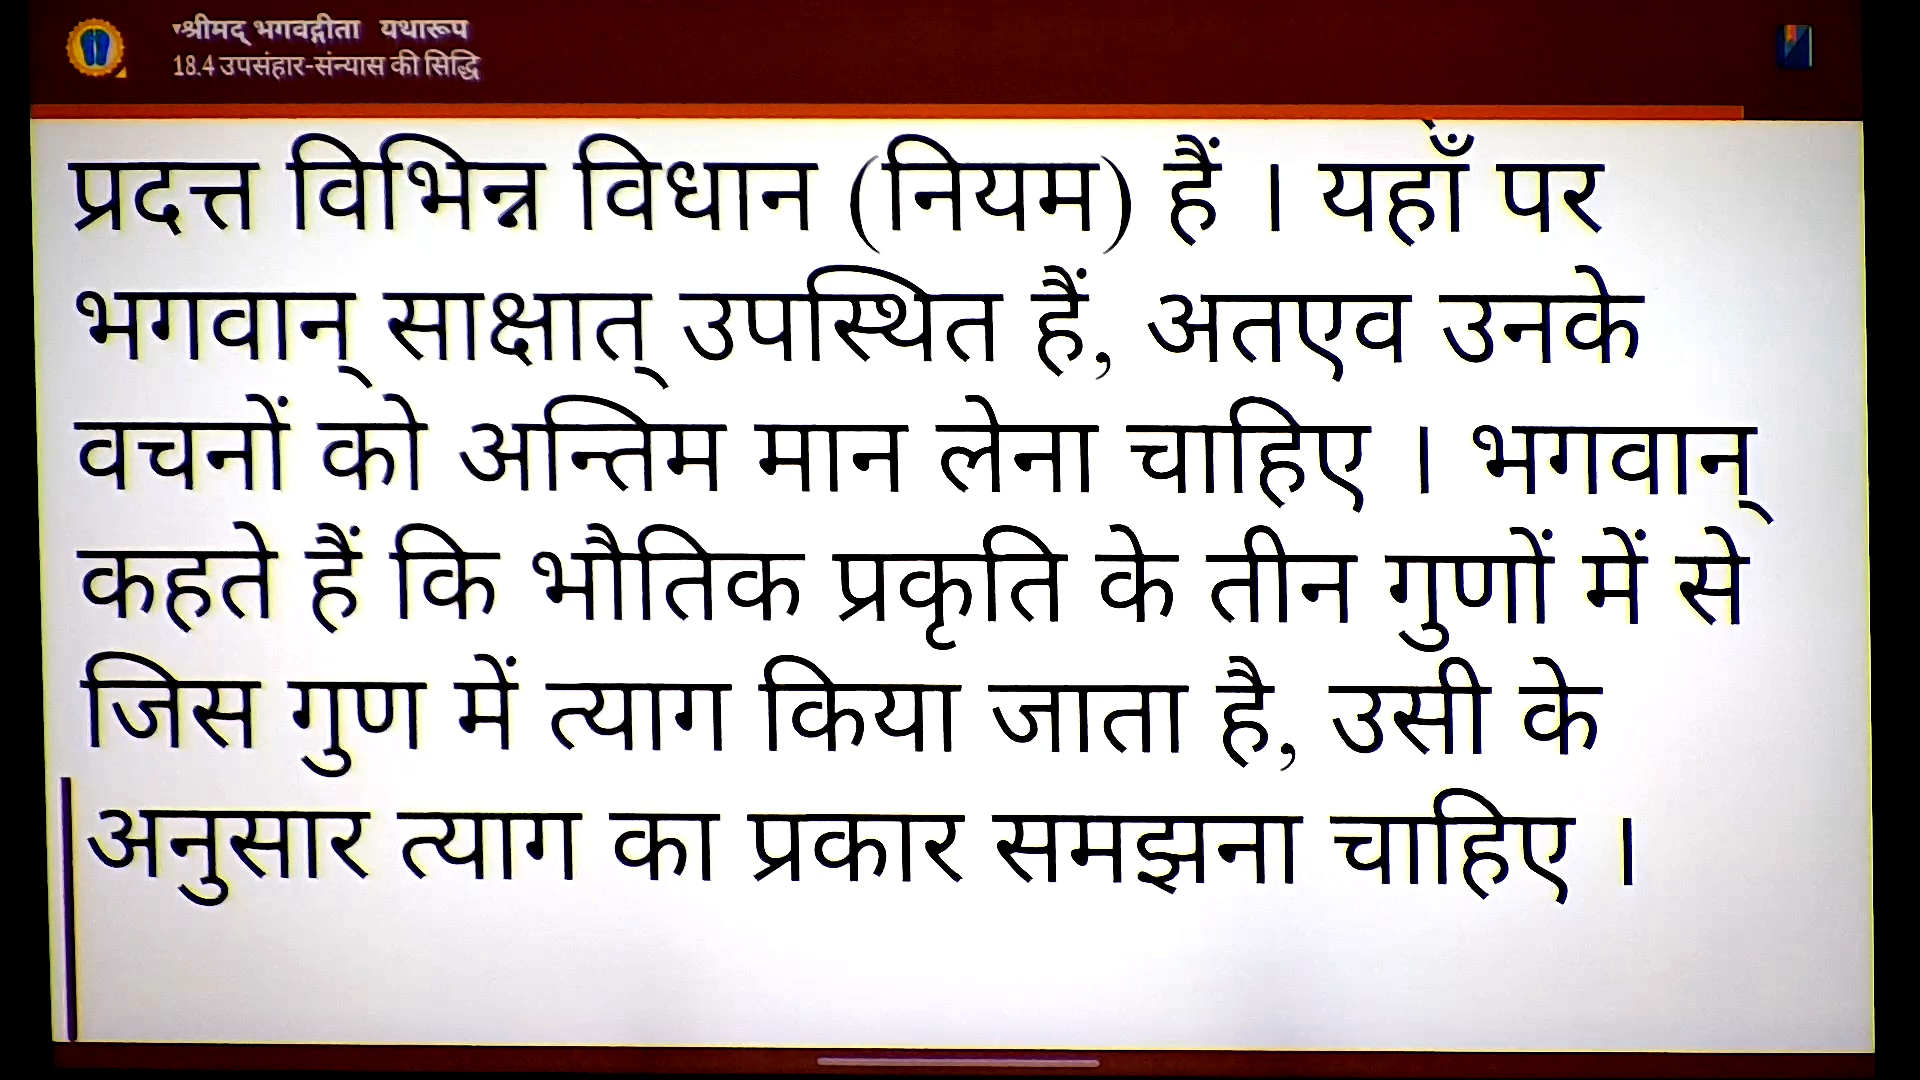 श्रीमद् भगवद्गीता यथारूप
18.4 उपसंहार-संन्यास की सिद्धि
प्रदत्त विभिन्न विधान (नियम) हैं । यहाँ पर
भगवान् साक्षात् उपस्थित हैं, अतएव उनके
वचनों को अन्तिम मान लेना चाहिए । भगवान्
कहते हैं कि भौतिक प्रकृति के तीन गुणों में से
जिस गुण में त्याग किया जाता है, उसी के
अनुसार त्याग का प्रकार समझना चाहिए ।